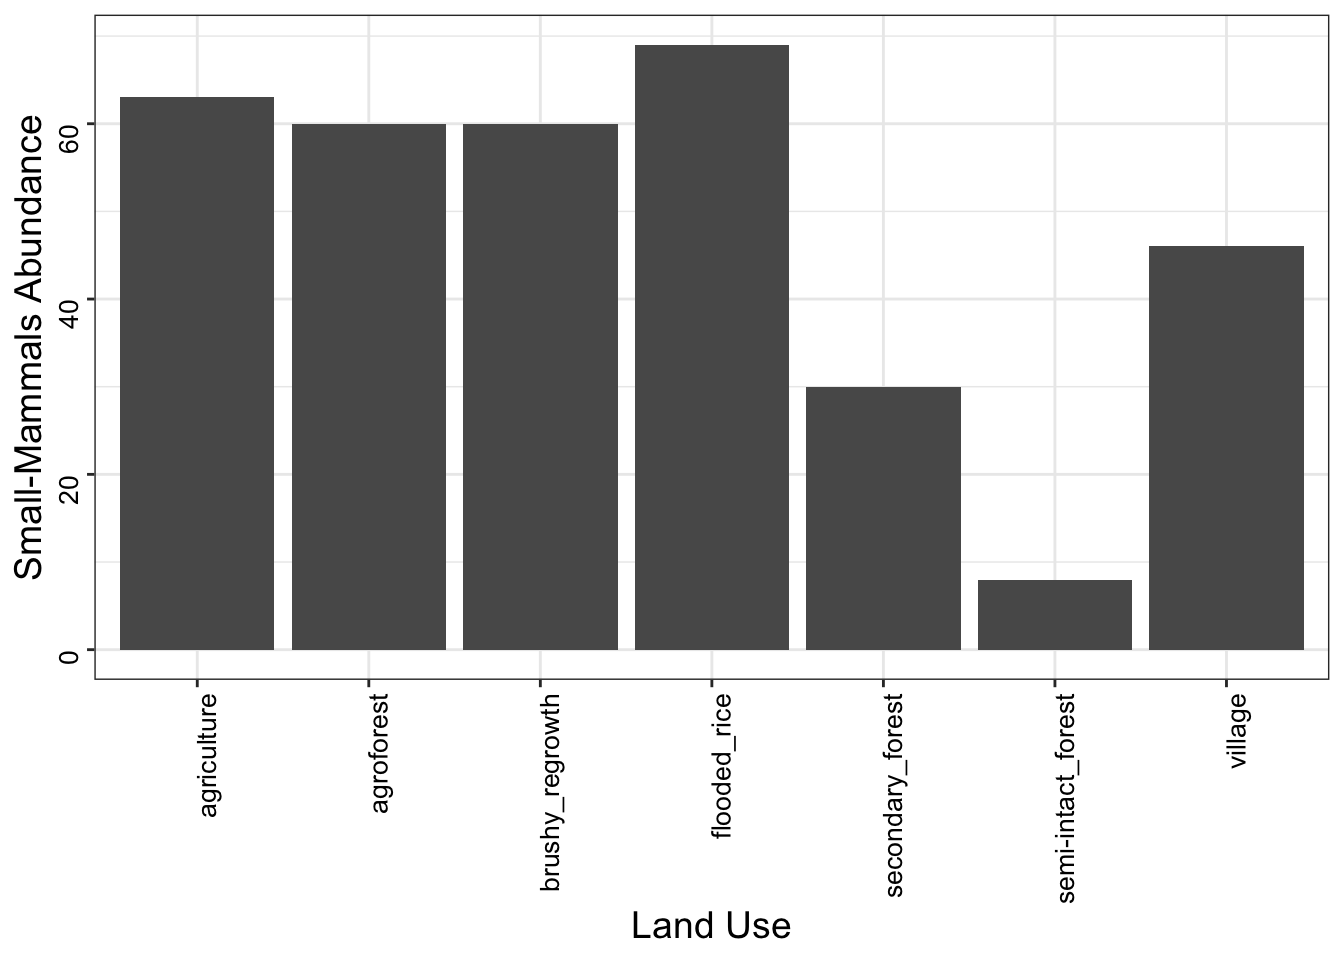 Small-Mammals Abundance
60
40
20
0
agriculture
agroforest
brushy_regrowth
flooded_rice
secondary_forest
semi-intact_forest
village
Land Use